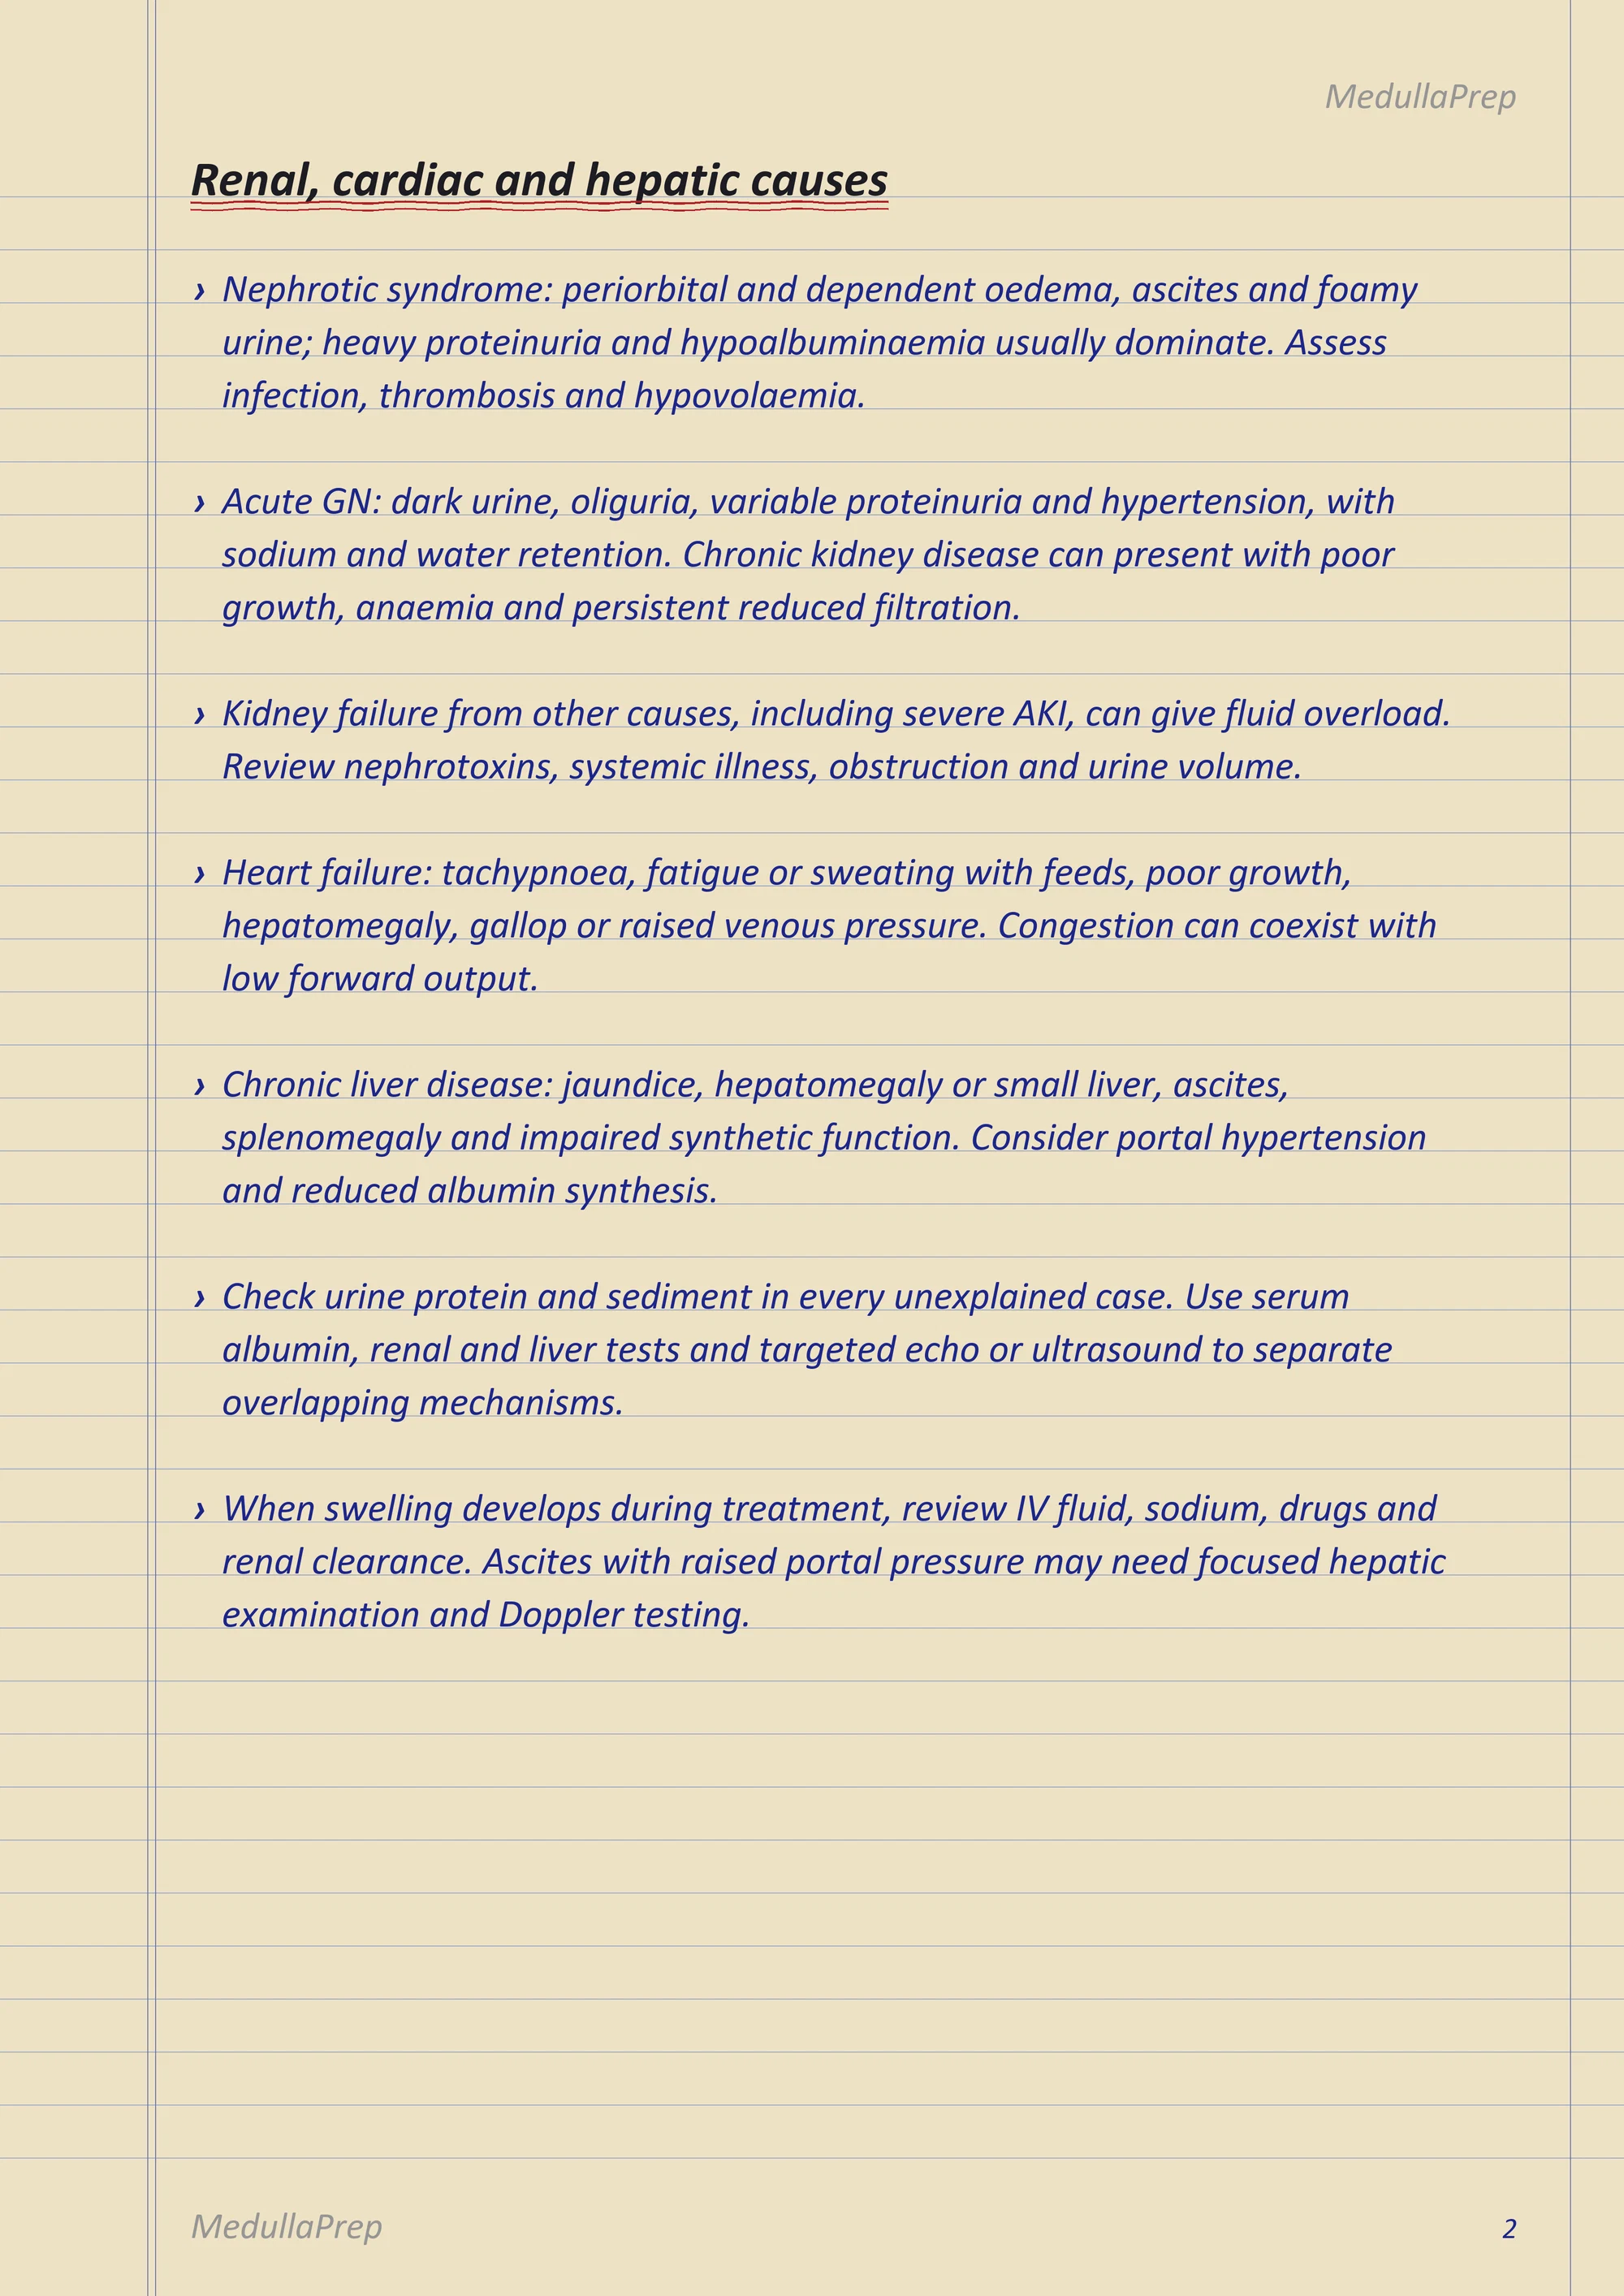 MedullaPrep
Renal, cardiac and hepatic causes
› Nephrotic syndrome: periorbital and dependent oedema, ascites and foamy
urine; heavy proteinuria and hypoalbuminaemia usually dominate. Assess
infection, thrombosis and hypovolaemia.
› Acute GN: dark urine, oliguria, variable proteinuria and hypertension, with
sodium and water retention. Chronic kidney disease can present with poor
growth, anaemia and persistent reduced filtration.
› Kidney failure from other causes, including severe AKI, can give fluid overload.
Review nephrotoxins, systemic illness, obstruction and urine volume.
› Heart failure: tachypnoea, fatigue or sweating with feeds, poor growth,
hepatomegaly, gallop or raised venous pressure. Congestion can coexist with
low forward output.
› Chronic liver disease: jaundice, hepatomegaly or small liver, ascites,
splenomegaly and impaired synthetic function. Consider portal hypertension
and reduced albumin synthesis.
› Check urine protein and sediment in every unexplained case. Use serum
albumin, renal and liver tests and targeted echo or ultrasound to separate
overlapping mechanisms.
› When swelling develops during treatment, review IV fluid, sodium, drugs and
renal clearance. Ascites with raised portal pressure may need focused hepatic
examination and Doppler testing.
MedullaPrep
2